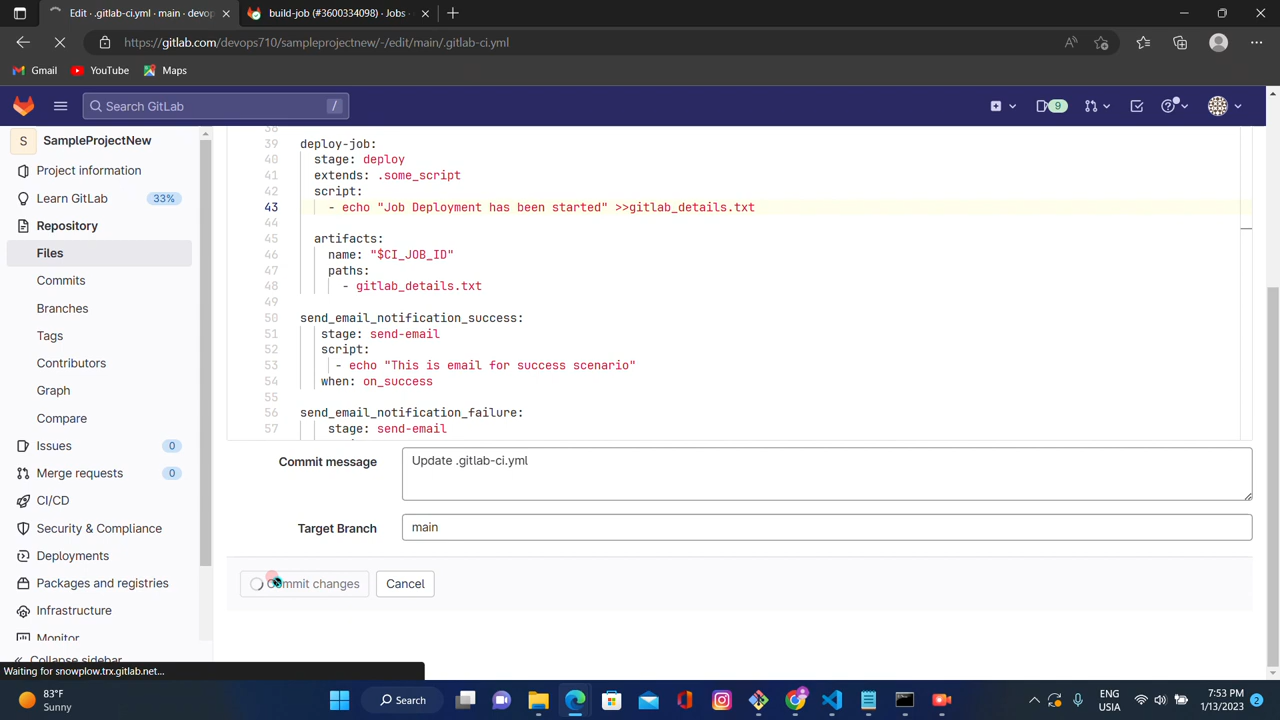 Edit · .gitlab-ci.yml · main · devop
build-job (#3600334098) · Jobs ·
https://gitlab.com/devops710/sampleprojectnew/-/edit/main/.gitlab-ci.yml
Gmail
YouTube
Maps
Search GitLab
/
9
S
SampleProjectNew
Project information
Learn GitLab
33%
Repository
Files
Commits
Branches
Tags
Contributors
Graph
Compare
Issues
0
Merge requests
0
CI/CD
Security & Compliance
Deployments
Packages and registries
Infrastructure
Monitor
Collapse sidebar
38
39 deploy-job:
40 stage: deploy
41 extends: .some_script
42 script:
43 - echo "Job Deployment has been started" >>gitlab_details.txt
44
45 artifacts:
46 name: "$CI_JOB_ID"
47 paths:
48 - gitlab_details.txt
49
50 send_email_notification_success:
51 stage: send-email
52 script:
53 - echo "This is email for success scenario"
54 when: on_success
55
56 send_email_notification_failure:
57 stage: send-email
Commit message
Update .gitlab-ci.yml
Target Branch
main
Commit changes
Cancel
Waiting for snowplow.trx.gitlab.net...
83°F
Sunny
Search
ENG
USIA
7:53 PM
1/13/2023
2